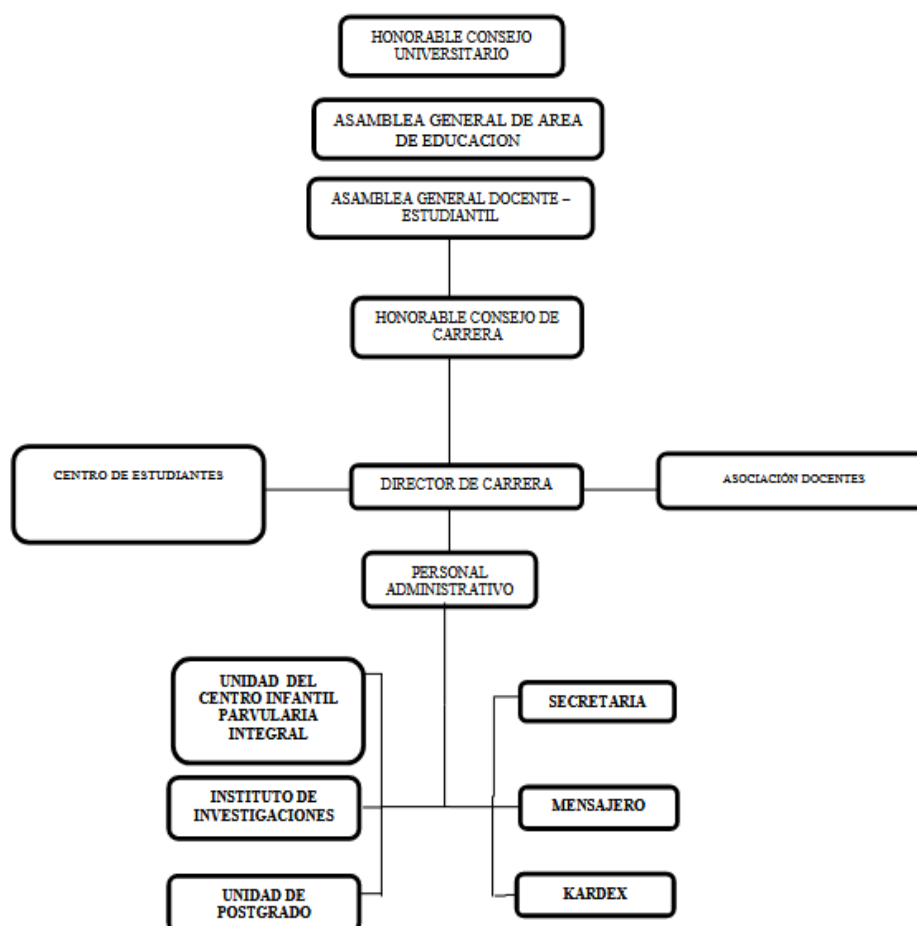 HONORABLE CONSEJO
UNIVERSITARIO
ASAMBLEA GENERAL DE AREA
DE EDUCACION
ASAMBLEA GENERAL DOCENTE –
ESTUDIANTIL
HONORABLE CONSEJO DE
CARRERA
CENTRO DE ESTUDIANTES
DIRECTOR DE CARRERA
ASOCIACIÓN DOCENTES
PERSONAL
ADMINISTRATIVO
UNIDAD DEL
CENTRO INFANTIL
PARVULARIA
INTEGRAL
SECRETARIA
INSTITUTO DE
INVESTIGACIONES
MENSAJERO
UNIDAD DE
POSTGRADO
KARDEX